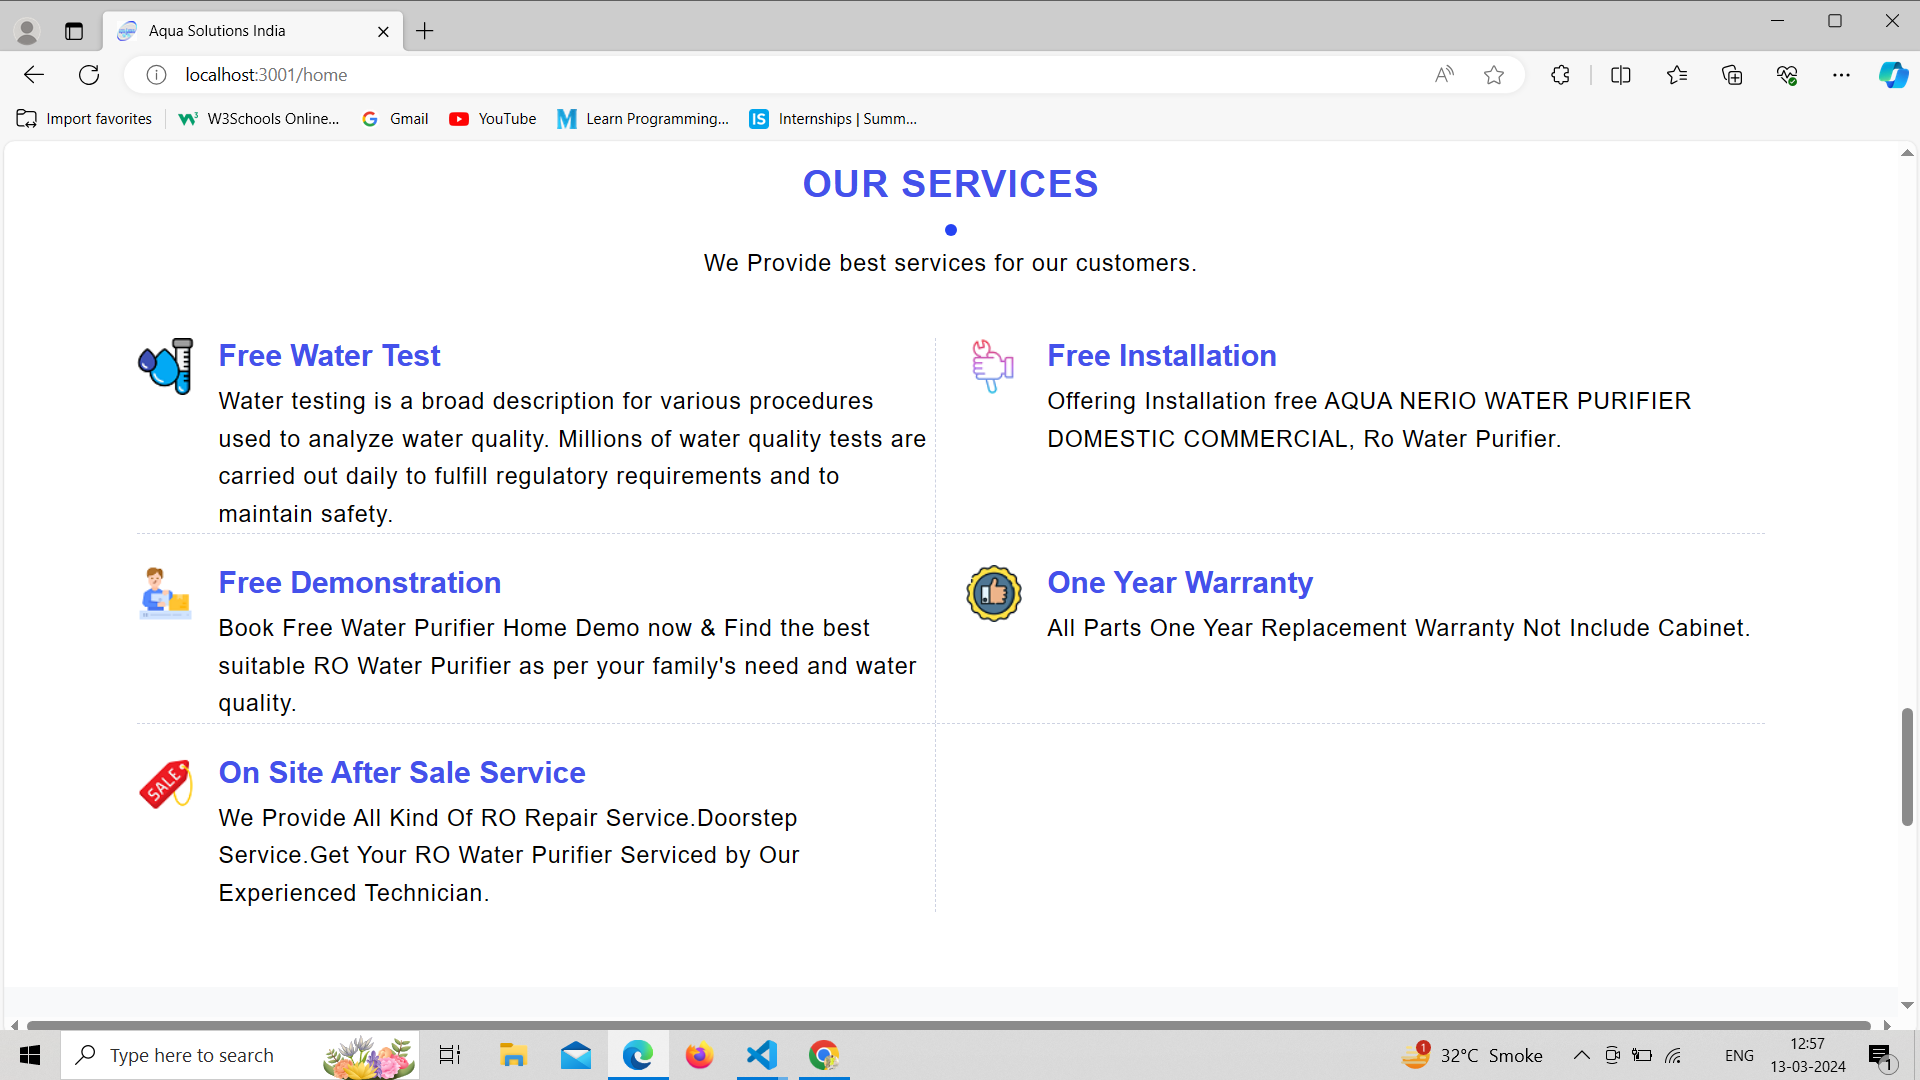 Aqua Solutions India
localhost:3001/home
Import favorites
W3Schools Online...
Gmail
YouTube
Learn Programming...
Internships | Summ...
OUR SERVICES
We Provide best services for our customers.
Free Water Test
Water testing is a broad description for various procedures
used to analyze water quality. Millions of water quality tests are
carried out daily to fulfill regulatory requirements and to
maintain safety.
Free Installation
Offering Installation free AQUA NERIO WATER PURIFIER
DOMESTIC COMMERCIAL, Ro Water Purifier.
Free Demonstration
Book Free Water Purifier Home Demo now & Find the best
suitable RO Water Purifier as per your family's need and water
quality.
One Year Warranty
All Parts One Year Replacement Warranty Not Include Cabinet.
SALE
On Site After Sale Service
We Provide All Kind Of RO Repair Service.Doorstep
Service.Get Your RO Water Purifier Serviced by Our
Experienced Technician.
Type here to search
1
32°C Smoke
ENG
12:57
13-03-2024
1